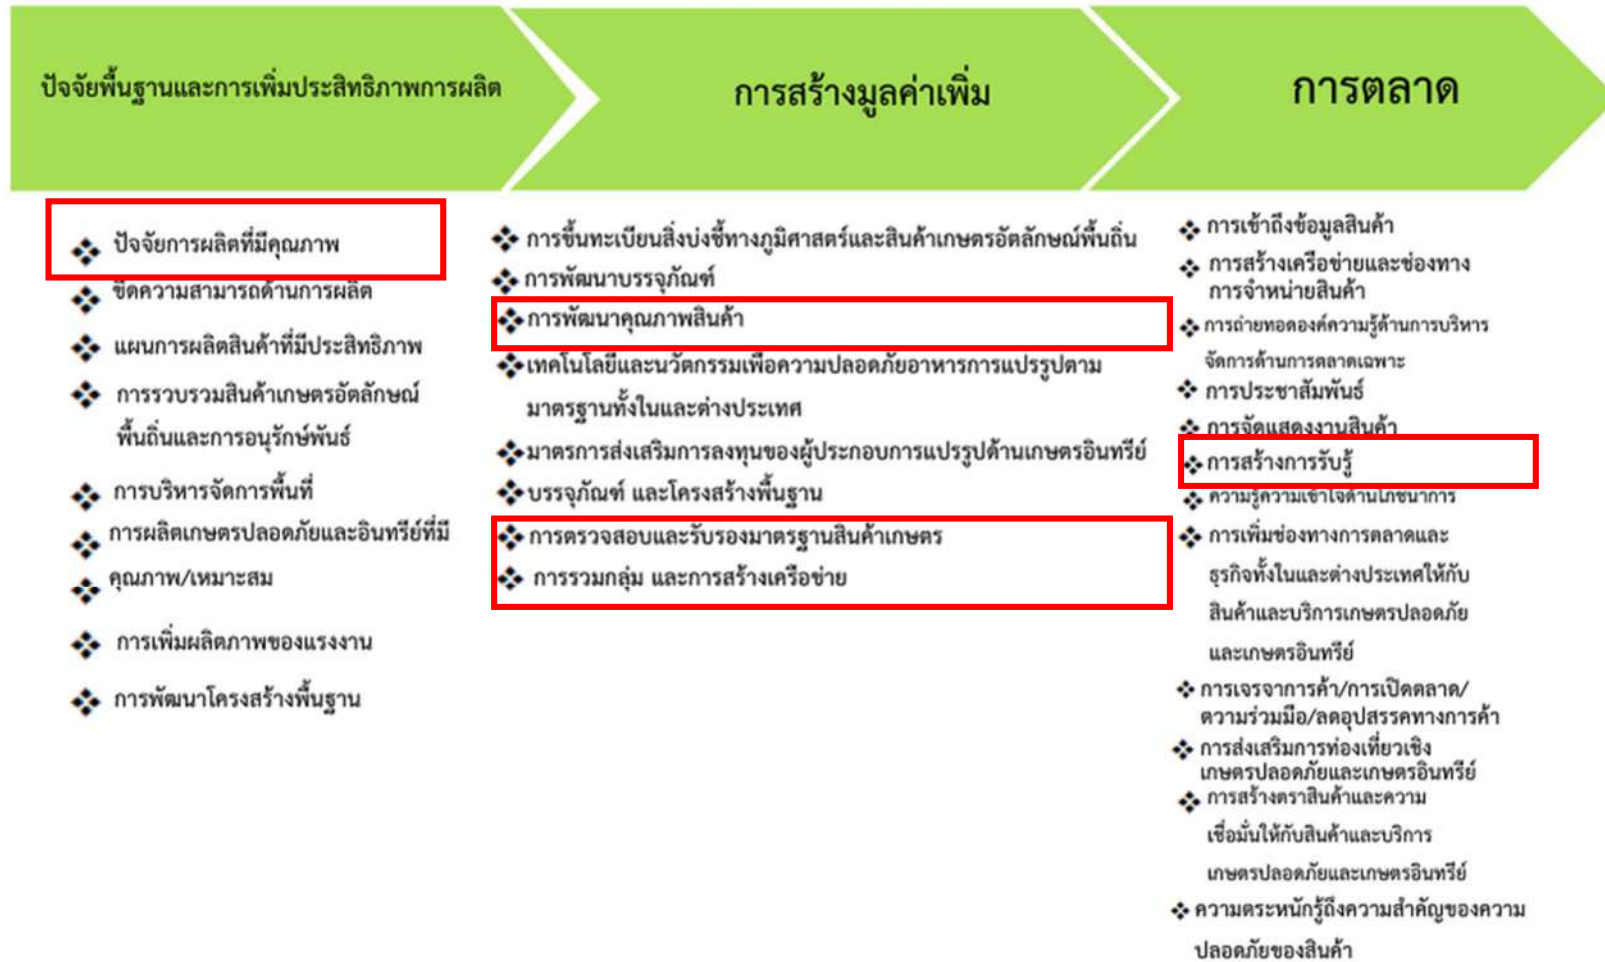 ปัจจัยพื้นฐานและการเพิ่มประสิทธิภาพการผลิต
ปัจจัยการผลิตที่มีคุณภาพ
ขีดความสามารถด้านการผลิต
แผนการผลิตสินค้าที่มีประสิทธิภาพ
การรวบรวมสินค้าเกษตรอัตลักษณ์
พื้นถิ่นและการอนุรักษ์พันธ์
การบริหารจัดการพื้นที่
การผลิตเกษตรปลอดภัยและอินทรีย์ที่มี
คุณภาพ/เหมาะสม
การเพิ่มผลิตภาพของแรงงาน
การพัฒนาโครงสร้างพื้นฐาน
การสร้างมูลค่าเพิ่ม
การขึ้นทะเบียนสิ่งบ่งชี้ทางภูมิศาสตร์และสินค้าเกษตรอัตลักษณ์พื้นถิ่น
การพัฒนาบรรจุภัณฑ์
การพัฒนาคุณภาพสินค้า
เทคโนโลยีและนวัตกรรมเพื่อความปลอดภัยอาหารการแปรรูปตาม
มาตรฐานทั้งในและต่างประเทศ
มาตรการส่งเสริมการลงทุนของผู้ประกอบการแปรรูปด้านเกษตรอินทรีย์
บรรจุภัณฑ์ และโครงสร้างพื้นฐาน
การตรวจสอบและรับรองมาตรฐานสินค้าเกษตร
การรวมกลุ่ม และการสร้างเครือข่าย
การตลาด
การเข้าถึงข้อมูลสินค้า
การสร้างเครือข่ายและช่องทาง
การจำหน่ายสินค้า
การถ่ายทอดองค์ความรู้ด้านการบริหาร
จัดการด้านการตลาดเฉพาะ
การประชาสัมพันธ์
การจัดแสดงงานสินค้า
การสร้างการรับรู้
ความรู้ความเข้าใจด้านโภชนาการ
การเพิ่มช่องทางการตลาดและ
ธุรกิจทั้งในและต่างประเทศให้กับ
สินค้าและบริการเกษตรปลอดภัย
และเกษตรอินทรีย์
การเจรจาการค้า/การเปิดตลาด/
ความร่วมมือ/ลดอุปสรรคทางการค้า
การส่งเสริมการท่องเที่ยวเชิง
เกษตรปลอดภัยและเกษตรอินทรีย์
การสร้างตราสินค้าและความ
เชื่อมั่นให้กับสินค้าและบริการ
เกษตรปลอดภัยและเกษตรอินทรีย์
ความตระหนักรู้ถึงความสำคัญของความ
ปลอดภัยของสินค้า